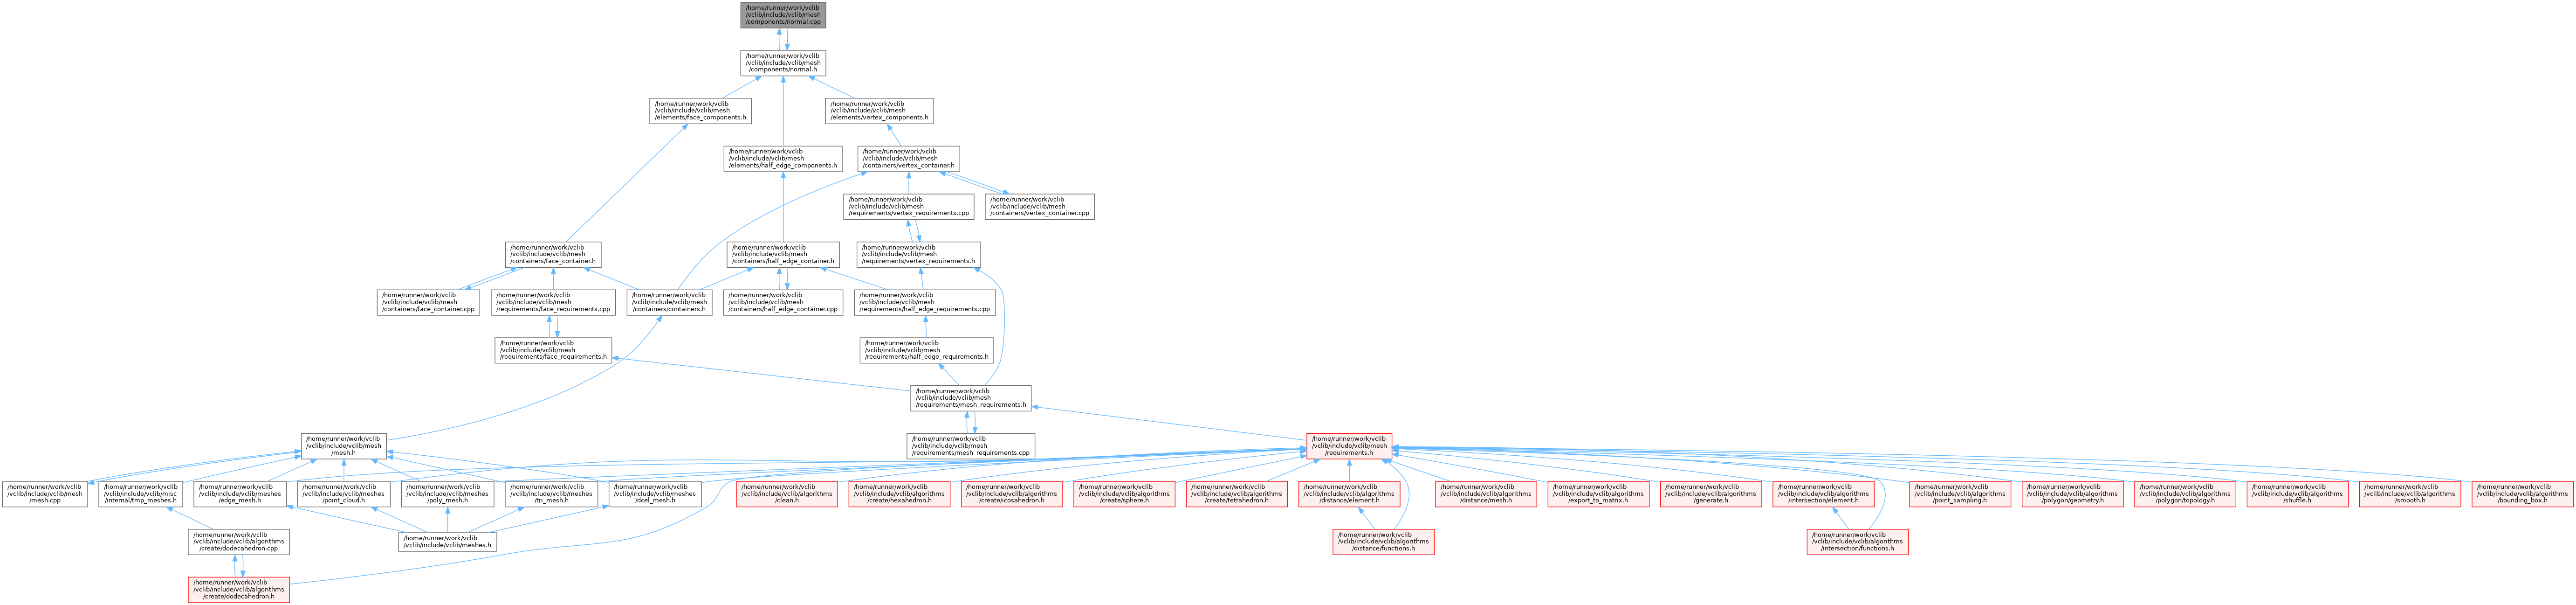 /home/runner/work/vclib
/vclib/include/vclib/mesh
/components/normal.cpp
/home/runner/work/vclib
/vclib/include/vclib/mesh
/components/normal.h
/home/runner/work/vclib
/vclib/include/vclib/mesh
/elements/face_components.h
/home/runner/work/vclib
/vclib/include/vclib/mesh
/elements/vertex_components.h
/home/runner/work/vclib
/vclib/include/vclib/mesh
/elements/half_edge_components.h
/home/runner/work/vclib
/vclib/include/vclib/mesh
/containers/vertex_container.h
/home/runner/work/vclib
/vclib/include/vclib/mesh
/requirements/vertex_requirements.cpp
/home/runner/work/vclib
/vclib/include/vclib/mesh
/containers/vertex_container.cpp
/home/runner/work/vclib
/vclib/include/vclib/mesh
/containers/face_container.h
/home/runner/work/vclib
/vclib/include/vclib/mesh
/containers/half_edge_container.h
/home/runner/work/vclib
/vclib/include/vclib/mesh
/requirements/vertex_requirements.h
/home/runner/work/vclib
/vclib/include/vclib/mesh
/containers/face_container.cpp
/home/runner/work/vclib
/vclib/include/vclib/mesh
/requirements/face_requirements.cpp
/home/runner/work/vclib
/vclib/include/vclib/mesh
/containers/containers.h
/home/runner/work/vclib
/vclib/include/vclib/mesh
/containers/half_edge_container.cpp
/home/runner/work/vclib
/vclib/include/vclib/mesh
/requirements/half_edge_requirements.cpp
/home/runner/work/vclib
/vclib/include/vclib/mesh
/requirements/face_requirements.h
/home/runner/work/vclib
/vclib/include/vclib/mesh
/requirements/half_edge_requirements.h
/home/runner/work/vclib
/vclib/include/vclib/mesh
/requirements/mesh_requirements.h
/home/runner/work/vclib
/vclib/include/vclib/mesh
/mesh.h
/home/runner/work/vclib
/vclib/include/vclib/mesh
/requirements/mesh_requirements.cpp
/home/runner/work/vclib
/vclib/include/vclib/mesh
/requirements.h
/home/runner/work/vclib
/vclib/include/vclib/mesh
/mesh.cpp
/home/runner/work/vclib
/vclib/include/vclib/misc
/internal/tmp_meshes.h
/home/runner/work/vclib
/vclib/include/vclib/meshes
/edge_mesh.h
/home/runner/work/vclib
/vclib/include/vclib/meshes
/point_cloud.h
/home/runner/work/vclib
/vclib/include/vclib/meshes
/poly_mesh.h
/home/runner/work/vclib
/vclib/include/vclib/meshes
/tri_mesh.h
/home/runner/work/vclib
/vclib/include/vclib/meshes
/dcel_mesh.h
/home/runner/work/vclib
/vclib/include/vclib/algorithms
/clean.h
/home/runner/work/vclib
/vclib/include/vclib/algorithms
/create/hexahedron.h
/home/runner/work/vclib
/vclib/include/vclib/algorithms
/create/icosahedron.h
/home/runner/work/vclib
/vclib/include/vclib/algorithms
/create/sphere.h
/home/runner/work/vclib
/vclib/include/vclib/algorithms
/create/tetrahedron.h
/home/runner/work/vclib
/vclib/include/vclib/algorithms
/distance/element.h
/home/runner/work/vclib
/vclib/include/vclib/algorithms
/distance/mesh.h
/home/runner/work/vclib
/vclib/include/vclib/algorithms
/export_to_matrix.h
/home/runner/work/vclib
/vclib/include/vclib/algorithms
/generate.h
/home/runner/work/vclib
/vclib/include/vclib/algorithms
/intersection/element.h
/home/runner/work/vclib
/vclib/include/vclib/algorithms
/point_sampling.h
/home/runner/work/vclib
/vclib/include/vclib/algorithms
/polygon/geometry.h
/home/runner/work/vclib
/vclib/include/vclib/algorithms
/polygon/topology.h
/home/runner/work/vclib
/vclib/include/vclib/algorithms
/shuffle.h
/home/runner/work/vclib
/vclib/include/vclib/algorithms
/smooth.h
/home/runner/work/vclib
/vclib/include/vclib/algorithms
/bounding_box.h
/home/runner/work/vclib
/vclib/include/vclib/algorithms
/create/dodecahedron.cpp
/home/runner/work/vclib
/vclib/include/vclib/meshes.h
/home/runner/work/vclib
/vclib/include/vclib/algorithms
/distance/functions.h
/home/runner/work/vclib
/vclib/include/vclib/algorithms
/intersection/functions.h
/home/runner/work/vclib
/vclib/include/vclib/algorithms
/create/dodecahedron.h